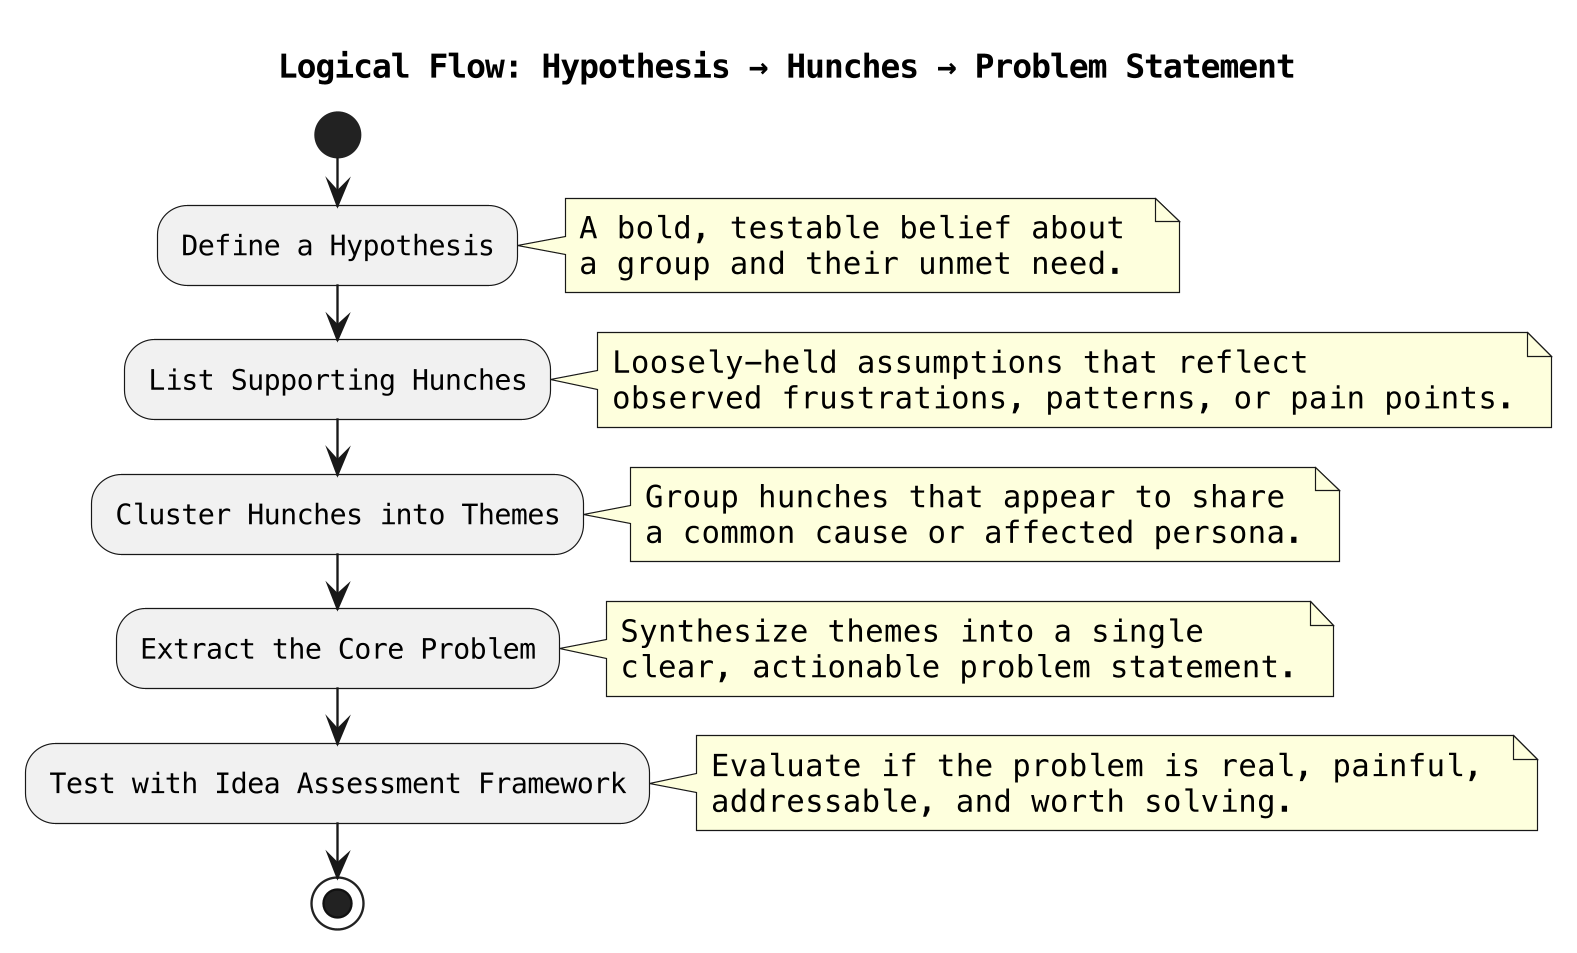 Logical Flow: Hypothesis → Hunches → Problem Statement
Define a Hypothesis
A bold, testable belief about
a group and their unmet need.
List Supporting Hunches
Loosely-held assumptions that reflect
observed frustrations, patterns, or pain points.
Cluster Hunches into Themes
Group hunches that appear to share
a common cause or affected persona.
Extract the Core Problem
Synthesize themes into a single
clear, actionable problem statement.
Test with Idea Assessment Framework
Evaluate if the problem is real, painful,
addressable, and worth solving.